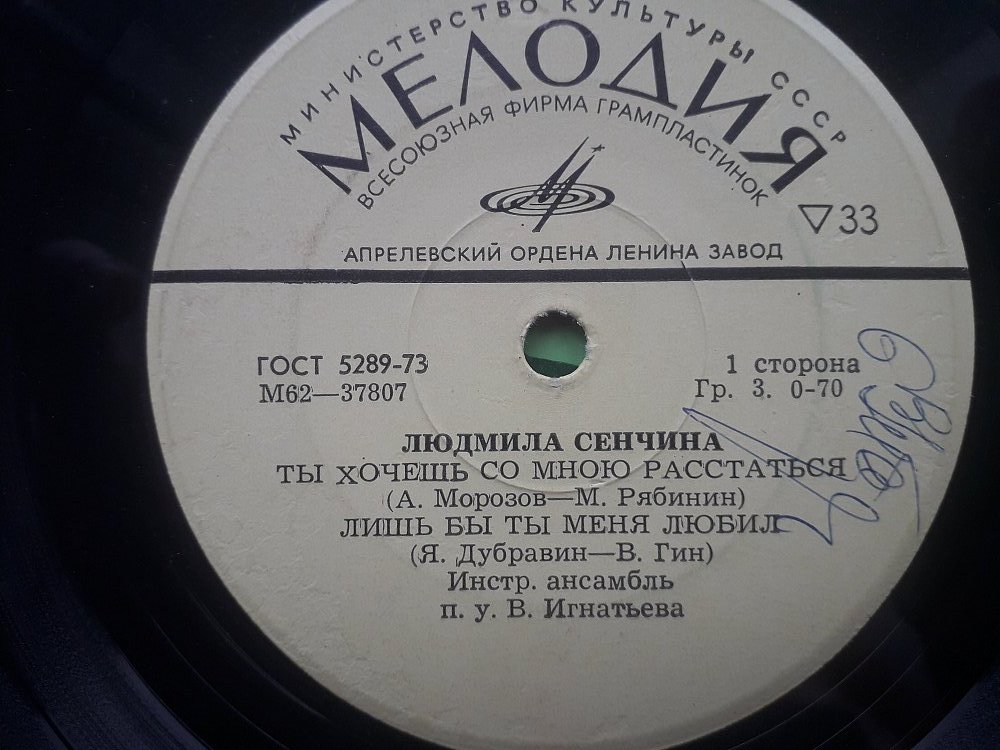 МИНИСТЕРСТВО КУЛЬТУРЫ СССР
МЕЛОДИЯ
ВСЕСОЮЗНАЯ ФИРМА ГРАМПЛАСТИНОК
▽33
АПРЕЛЕВСКИЙ ОРДЕНА ЛЕНИНА ЗАВОД
ГОСТ 5289-73
М62—37807
1 сторона
Гр. 3. 0-70
ЛЮДМИЛА СЕНЧИНА
ТЫ ХОЧЕШЬ СО МНОЮ РАССТАТЬСЯ
(А. Морозов—М. Рябинин)
ЛИШЬ БЫ ТЫ МЕНЯ ЛЮБИЛ
(Я. Дубравин—В. Гин)
Инстр. ансамбль
п. у. В. Игнатьева